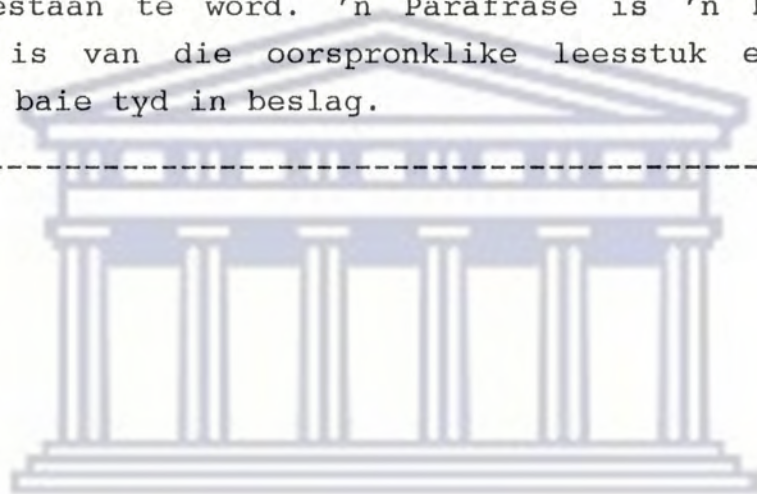 estaan te word. 'n Parafrase is 'n
is van die oorspronklike leesstuk e
baie tyd in beslag.